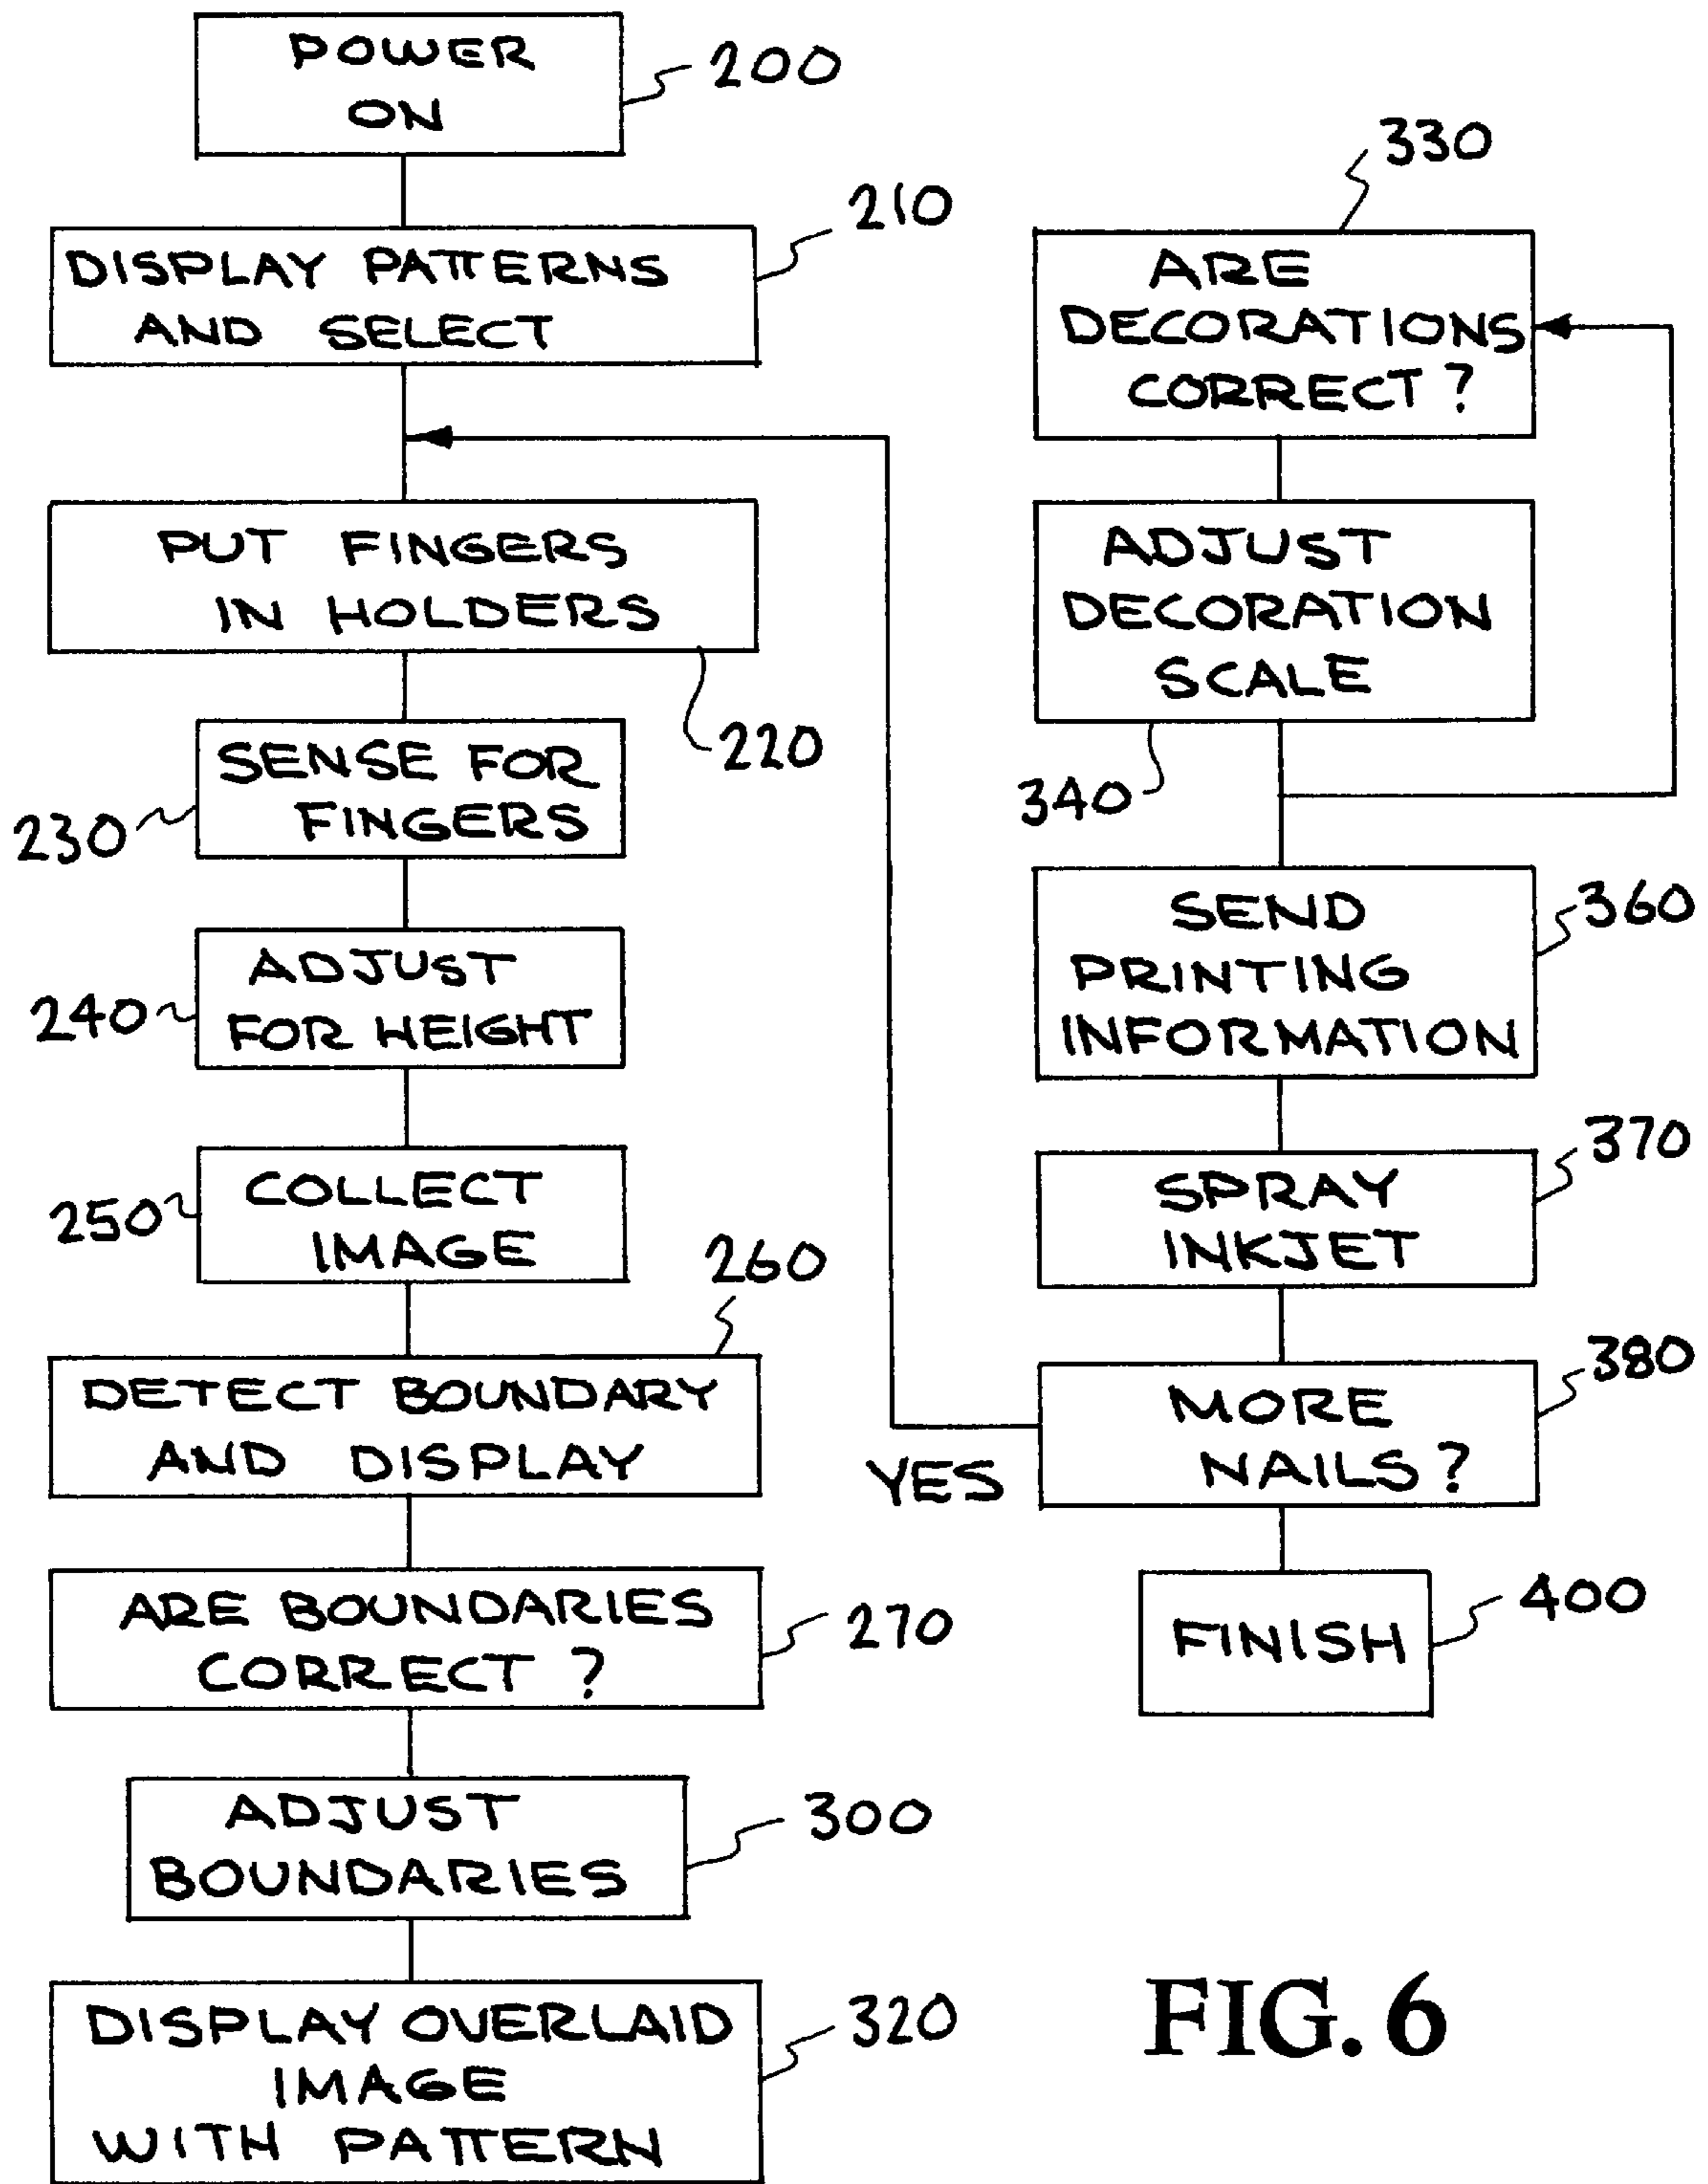 POWER
ON
200
DISPLAY PATTERNS
AND SELECT
210
PUT FINGERS
IN HOLDERS
220
SENSE FOR
FINGERS
230
ADJUST
FOR HEIGHT
240
COLLECT
IMAGE
250
DETECT BOUNDARY
AND DISPLAY
260
ARE BOUNDARIES
CORRECT ?
270
ADJUST
BOUNDARIES
300
DISPLAY OVERLAID
IMAGE
WITH PATTERN
320
ARE
DECORATIONS
CORRECT ?
330
ADJUST
DECORATION
SCALE
340
SEND
PRINTING
INFORMATION
360
SPRAY
INKJET
370
MORE
NAILS ?
380
YES
FINISH
400
FIG. 6